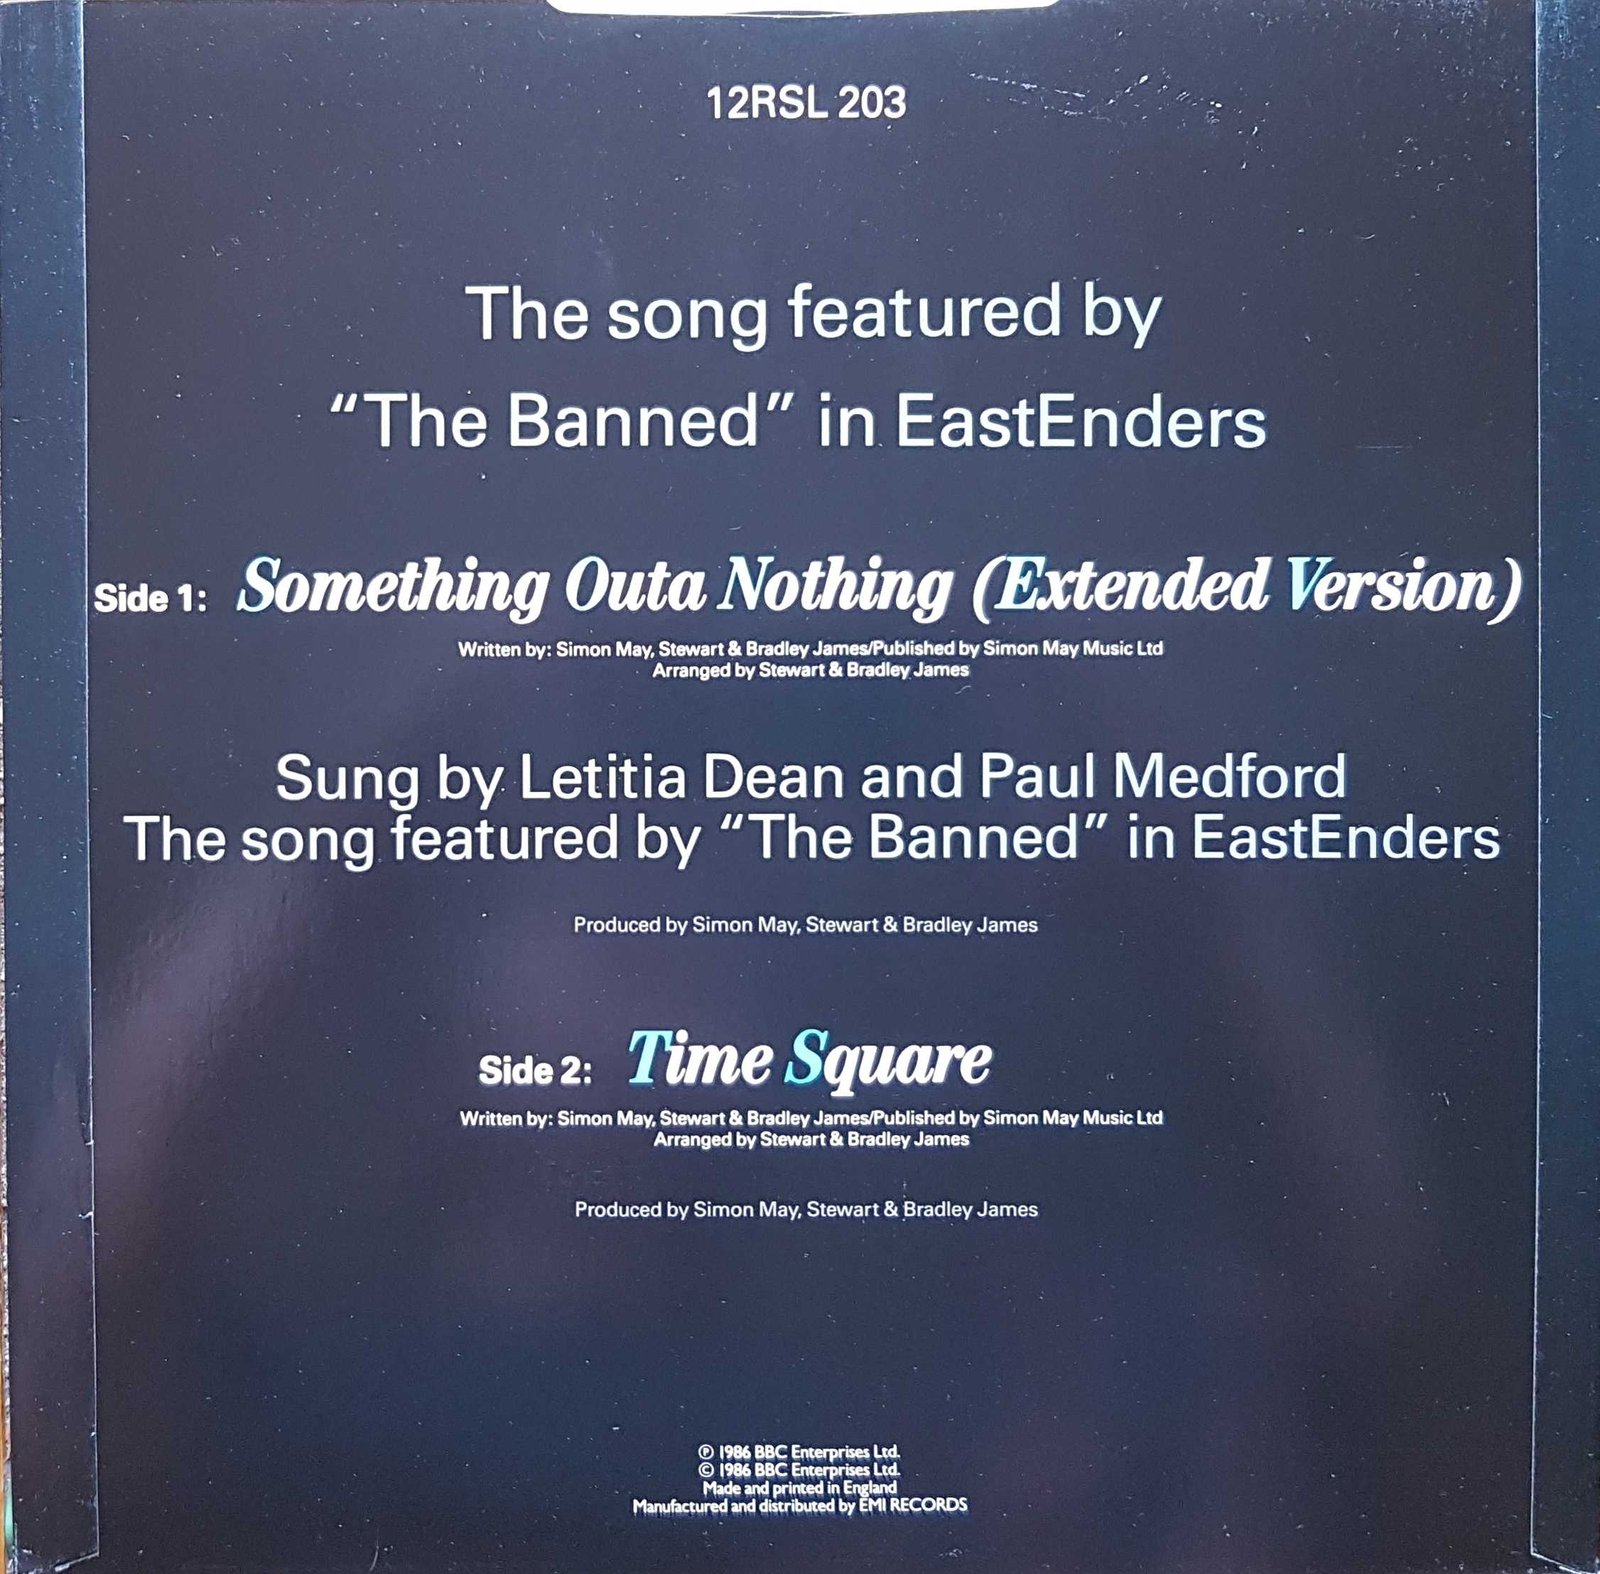 12RSL 203
The song featured by
“The Banned” in EastEnders
Side 1: Something Outa Nothing (Extended Version)
Written by: Simon May, Stewart & Bradley James/Published by Simon May Music Ltd
Arranged by Stewart & Bradley James
Sung by Letitia Dean and Paul Medford
The song featured by “The Banned” in EastEnders
Produced by Simon May, Stewart & Bradley James
Side 2: Time Square
Written by: Simon May, Stewart & Bradley James/Published by Simon May Music Ltd
Arranged by Stewart & Bradley James
Produced by Simon May, Stewart & Bradley James
℗ 1986 BBC Enterprises Ltd.
© 1986 BBC Enterprises Ltd.
Made and printed in England
Manufactured and distributed by EMI RECORDS